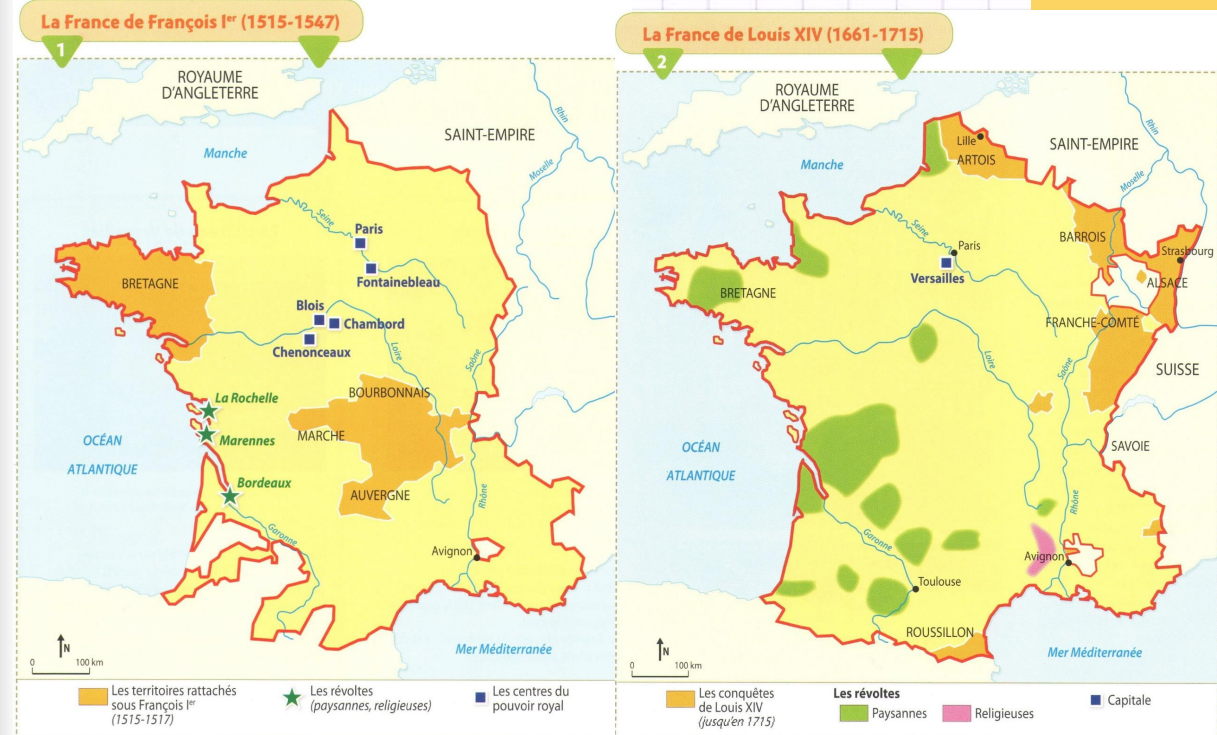 La France de François Ier (1515-1547)
1
ROYAUME
D'ANGLETERRE
SAINT-EMPIRE
Rhin
Manche
Moselle
Seine
Paris
Fontainebleau
BRETAGNE
Blois
Chambord
Chenonceaux
Loire
Saône
BOURBONNAIS
La Rochelle
MARCHE
Marennes
OCÉAN
ATLANTIQUE
Bordeaux
AUVERGNE
Rhône
Garonne
Avignon
Mer Méditerranée
N
0 100 km
Les territoires rattachés
sous François Ier
(1515-1517)
Les révoltes
(paysannes, religieuses)
Les centres du
pouvoir royal
La France de Louis XIV (1661-1715)
2
ROYAUME
D'ANGLETERRE
Rhin
Lille
SAINT-EMPIRE
ARTOIS
Manche
Moselle
Seine
BARROIS
Paris
Strasbourg
Versailles
ALSACE
BRETAGNE
FRANCHE-COMTÉ
Loire
Saône
SUISSE
OCÉAN
ATLANTIQUE
SAVOIE
Rhône
Garonne
Avignon
Toulouse
ROUSSILLON
Mer Méditerranée
N
0 100 km
Les conquêtes
de Louis XIV
(jusqu'en 1715)
Les révoltes
Paysannes
Religieuses
Capitale